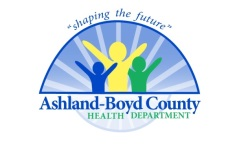 "shaping the future"
Ashland-Boyd County
HEALTH DEPARTMENT